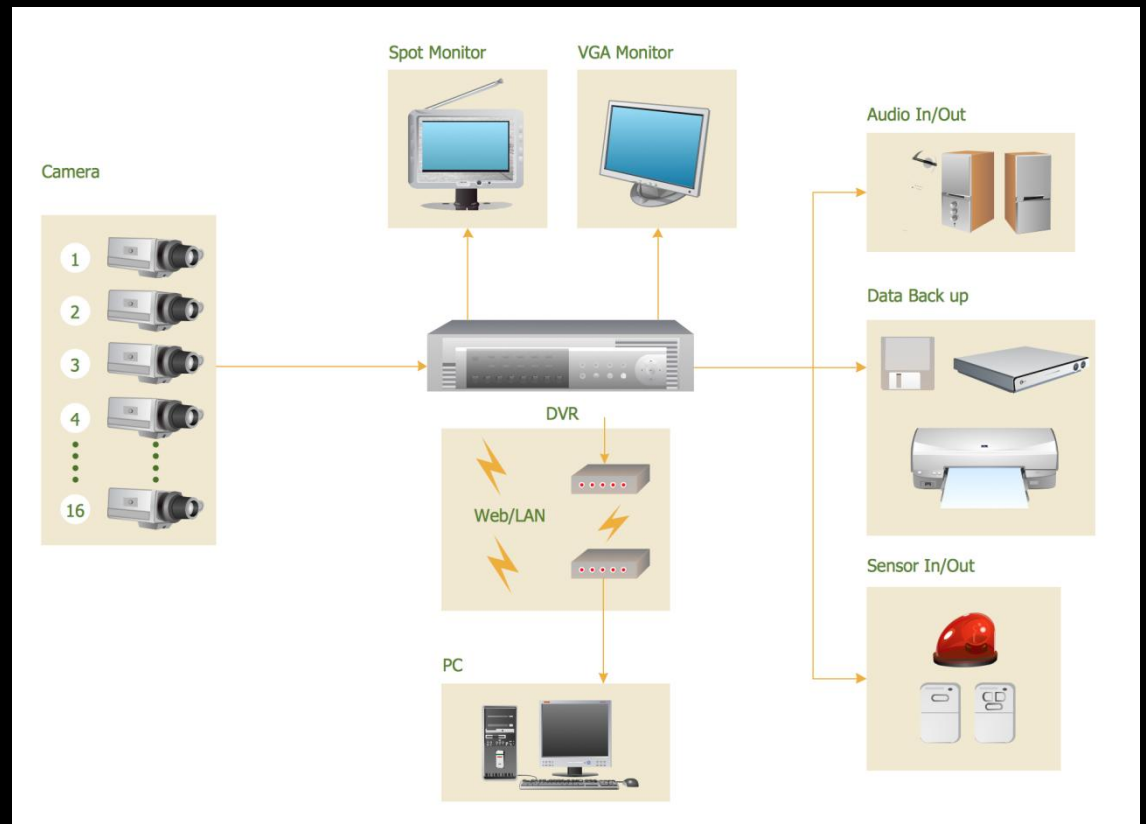 Spot Monitor
VGA Monitor
Audio In/Out
Camera
1
2
3
4
16
Data Back up
DVR
Web/LAN
Sensor In/Out
PC